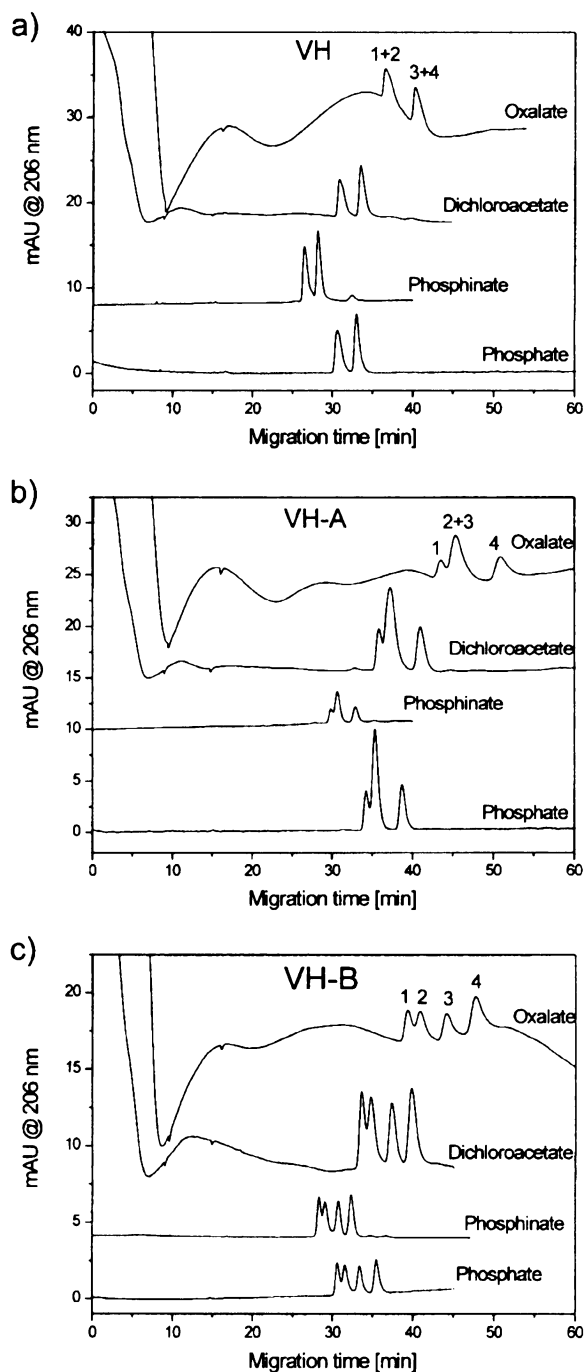 a)
VH
1+2
3+4
Oxalate
Dichloroacetate
Phosphinate
Phosphate
mAU @ 206 nm
40
30
20
10
0
0 10 20 30 40 50 60
Migration time [min]
b)
VH-A
1
2+3
4
Oxalate
Dichloroacetate
Phosphinate
Phosphate
mAU @ 206 nm
30
25
20
15
10
5
0
0 10 20 30 40 50 60
Migration time [min]
c)
VH-B
1 2 3 4
Oxalate
Dichloroacetate
Phosphinate
Phosphate
mAU @ 206 nm
20
15
10
5
0
0 10 20 30 40 50 60
Migration time [min]